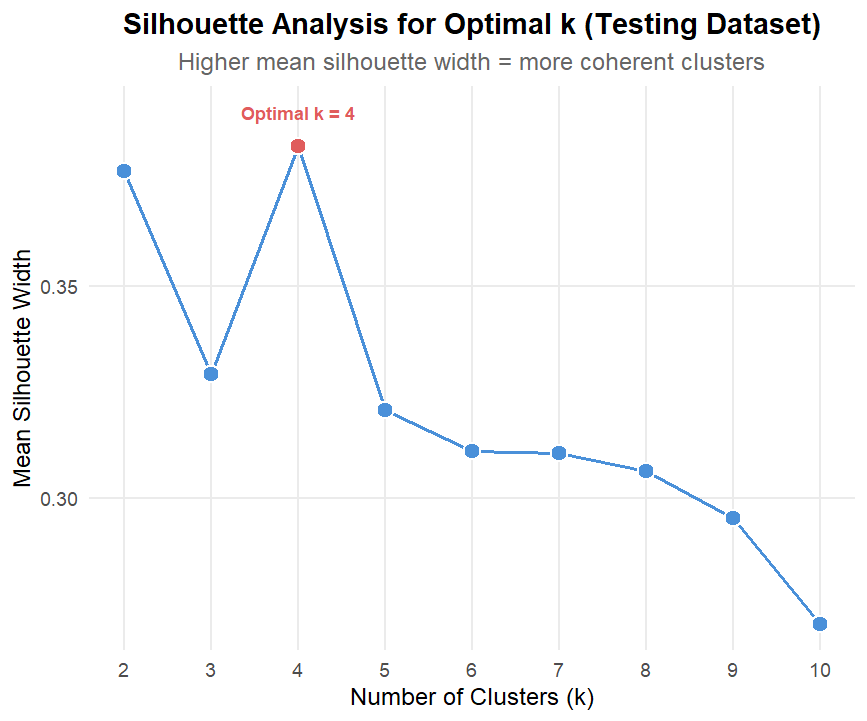 Silhouette Analysis for Optimal k (Testing Dataset)
Higher mean silhouette width = more coherent clusters
Optimal k = 4
Mean Silhouette Width
0.35
0.30
2 3 4 5 6 7 8 9 10
Number of Clusters (k)